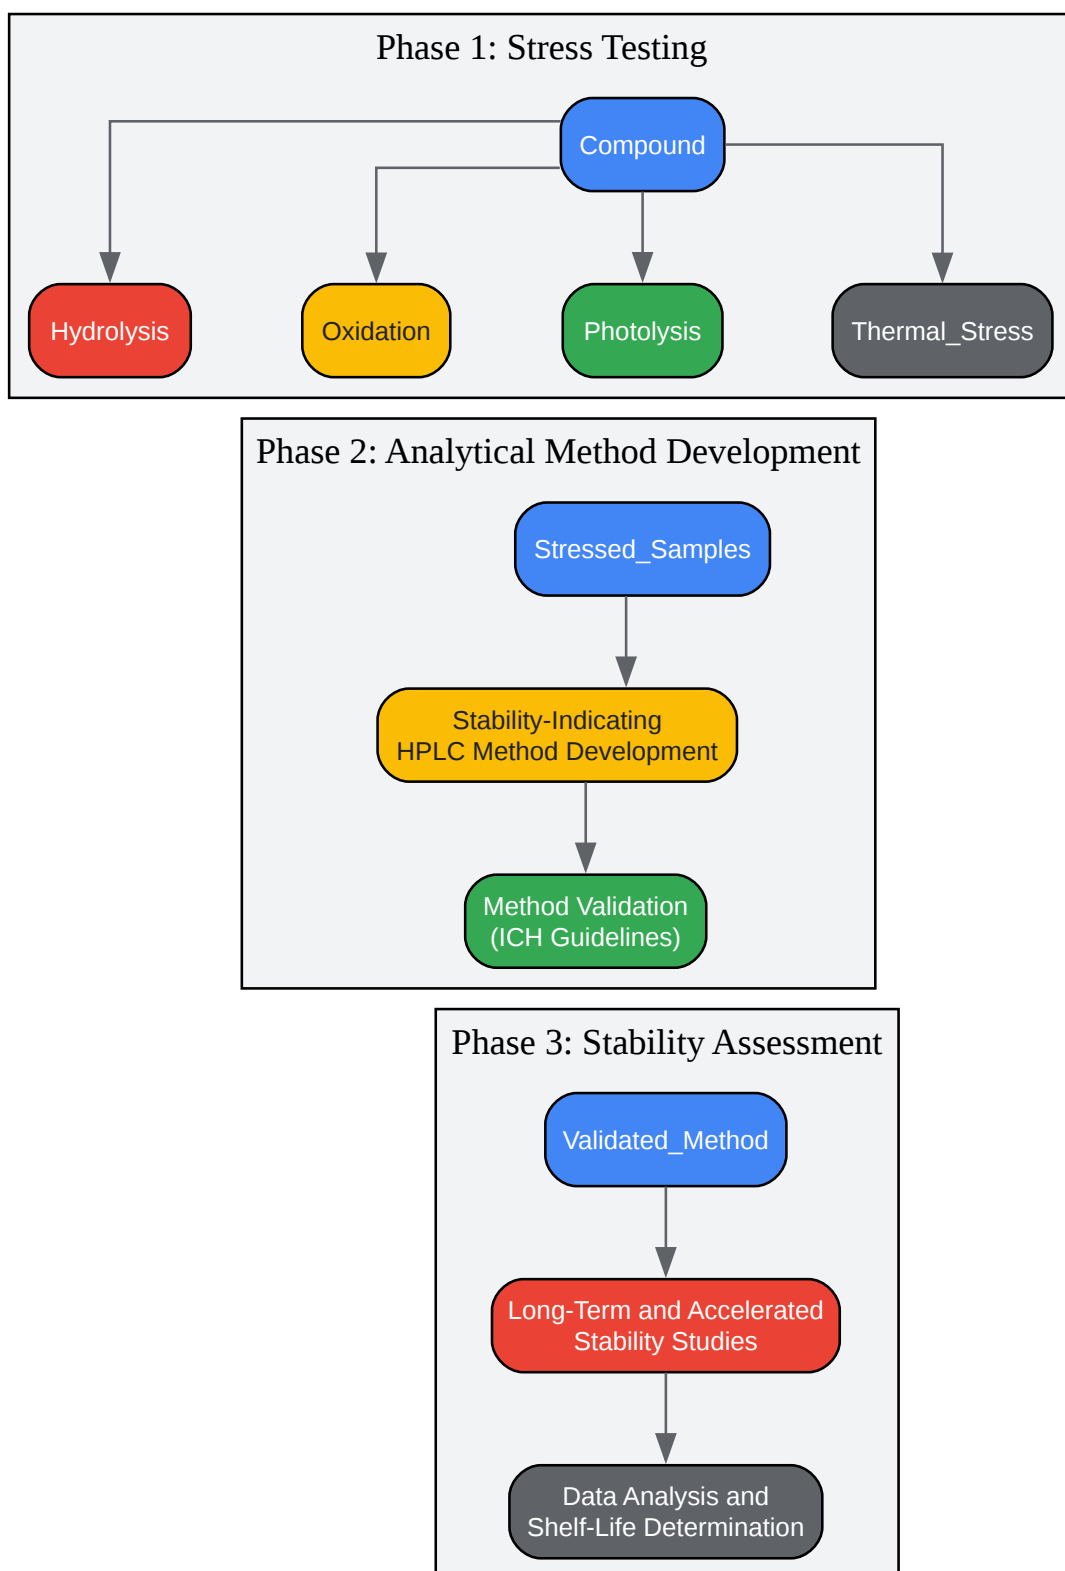 Phase 1: Stress Testing
Compound
Hydrolysis
Oxidation
Photolysis
Thermal_Stress
Phase 2: Analytical Method Development
Stressed_Samples
Stability-Indicating
HPLC Method Development
Method Validation
(ICH Guidelines)
Phase 3: Stability Assessment
Validated_Method
Long-Term and Accelerated
Stability Studies
Data Analysis and
Shelf-Life Determination